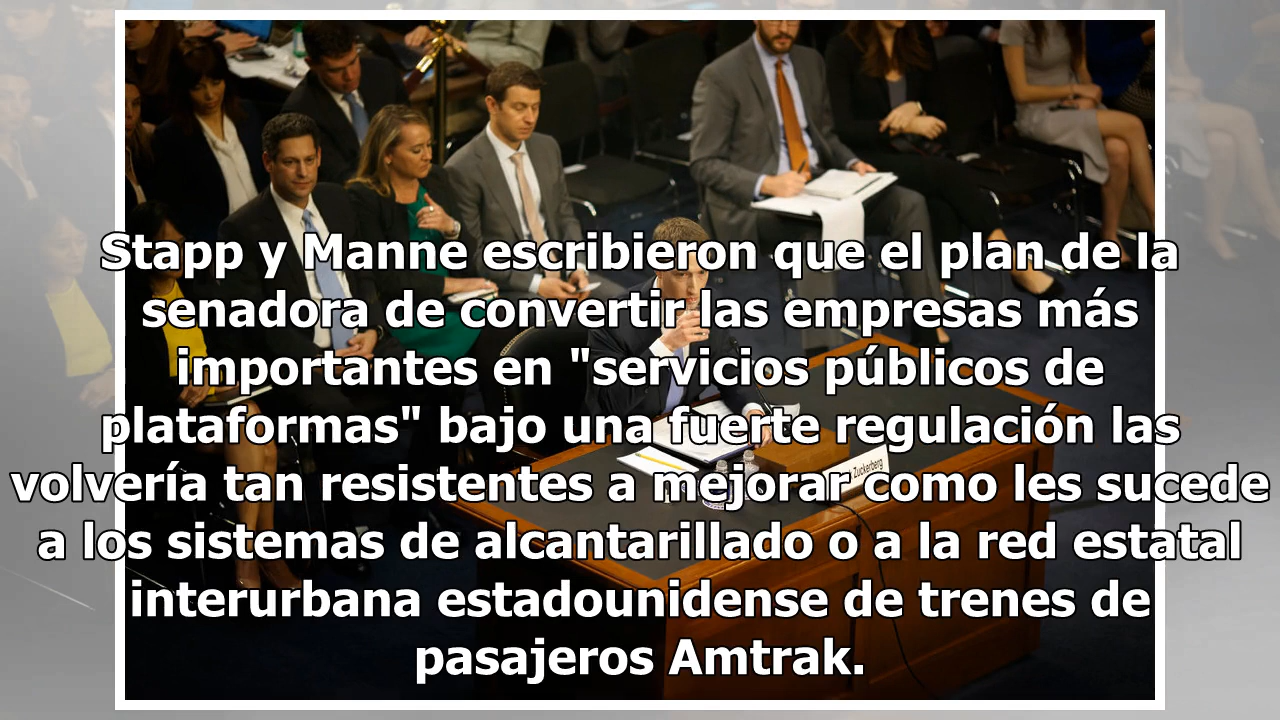 Stapp y Manne escribieron que el plan de la
senadora de convertir las empresas más
importantes en "servicios públicos de
plataformas" bajo una fuerte regulación las
volvería tan resistentes a mejorar como les sucede
a los sistemas de alcantarillado o a la red estatal
interurbana estadounidense de trenes de
pasajeros Amtrak.
Zuckerberg